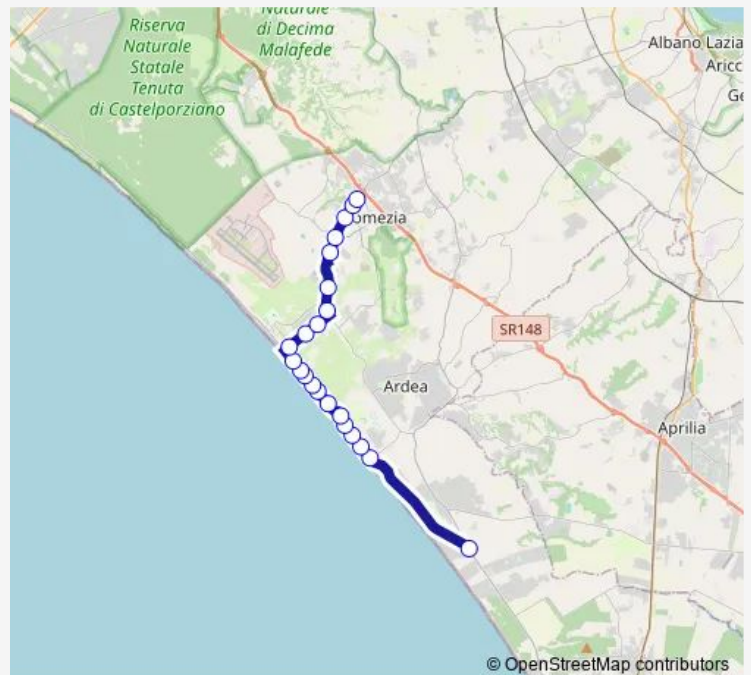 Riserva
Naturale
Statale
Tenuta
di Castelporziano
Naturale
di Decima
Malafede
Albano Lazia
Aricc
Ge
omezia
SR148
Ardea
Aprilia
© OpenStreetMap contributors